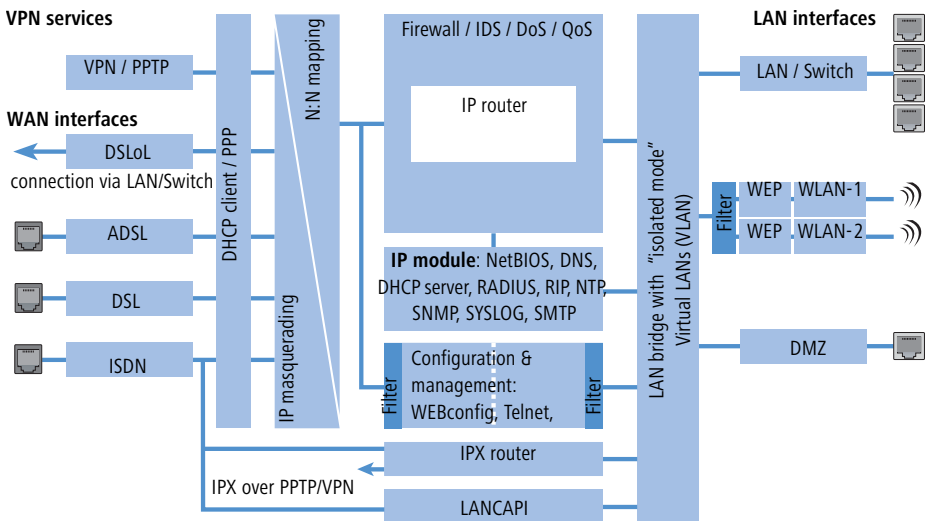 VPN services
LAN interfaces
Firewall / IDS / DoS / QoS
VPN / PPTP
N:N mapping
LAN / Switch
IP router
WAN interfaces
DSLoL
connection via LAN/Switch
DHCP client / PPP
LAN bridge with “isolated mode”
Virtual LANs (VLAN)
Filter
WEP
WLAN-1
WEP
WLAN-2
ADSL
IP module: NetBIOS, DNS,
DHCP server, RADIUS, RIP, NTP,
SNMP, SYSLOG, SMTP
DSL
IP masquerading
DMZ
ISDN
Filter
Configuration &
management:
WEBconfig, Telnet,
Filter
IPX router
IPX over PPTP/VPN
LANCAPI